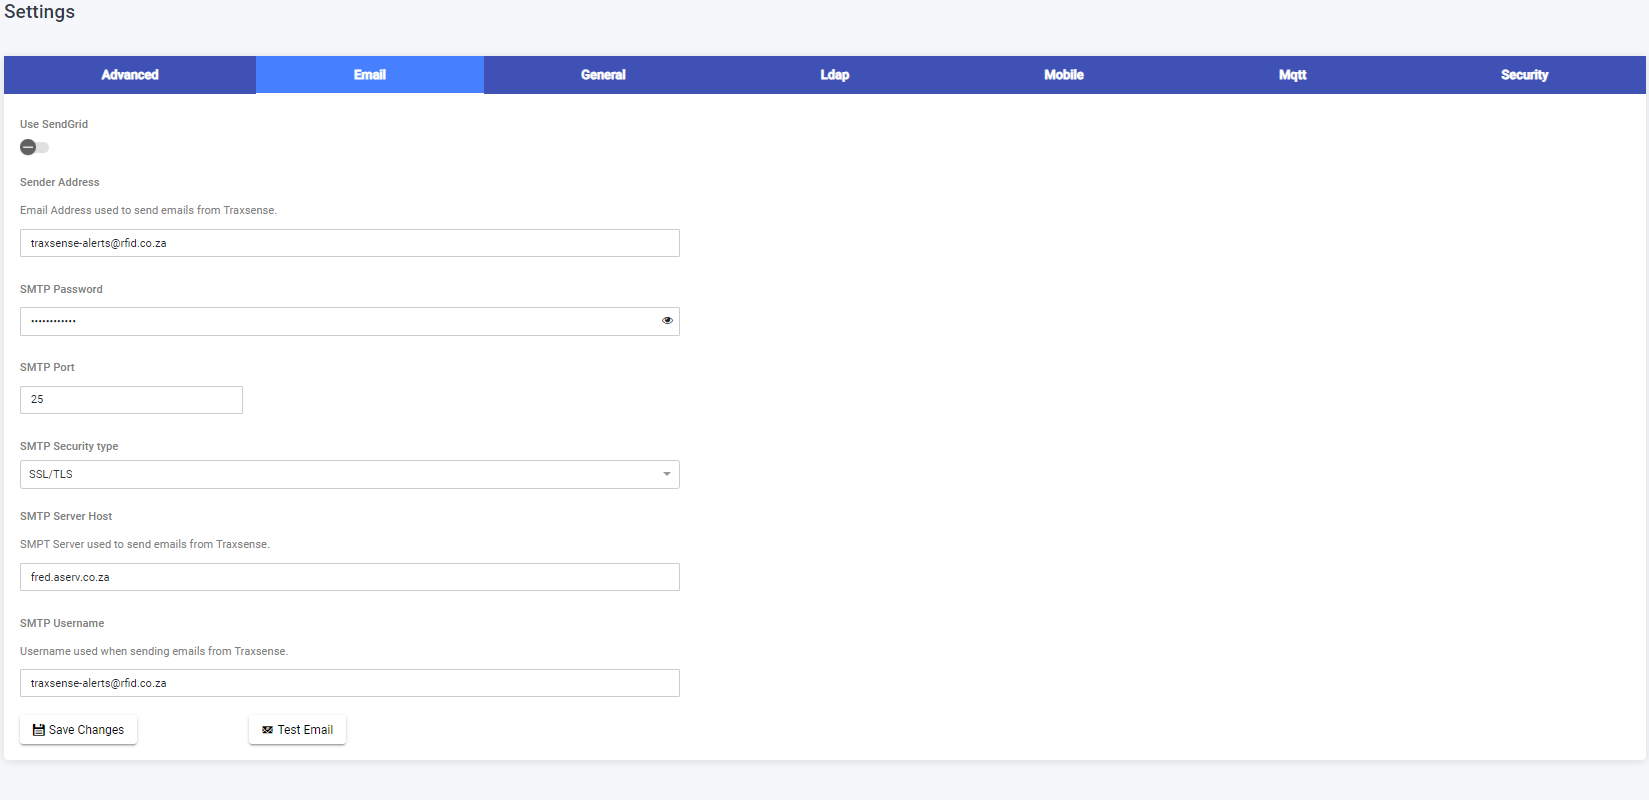 Settings
Advanced Email General Ldap Mobile Mqtt Security
Use SendGrid
Sender Address
Email Address used to send emails from Traxsense.
traxsense-alerts@rfid.co.za
SMTP Password
••••••••••••
SMTP Port
25
SMTP Security type
SSL/TLS
SMTP Server Host
SMPT Server used to send emails from Traxsense.
fred.aserv.co.za
SMTP Username
Username used when sending emails from Traxsense.
traxsense-alerts@rfid.co.za
Save Changes Test Email